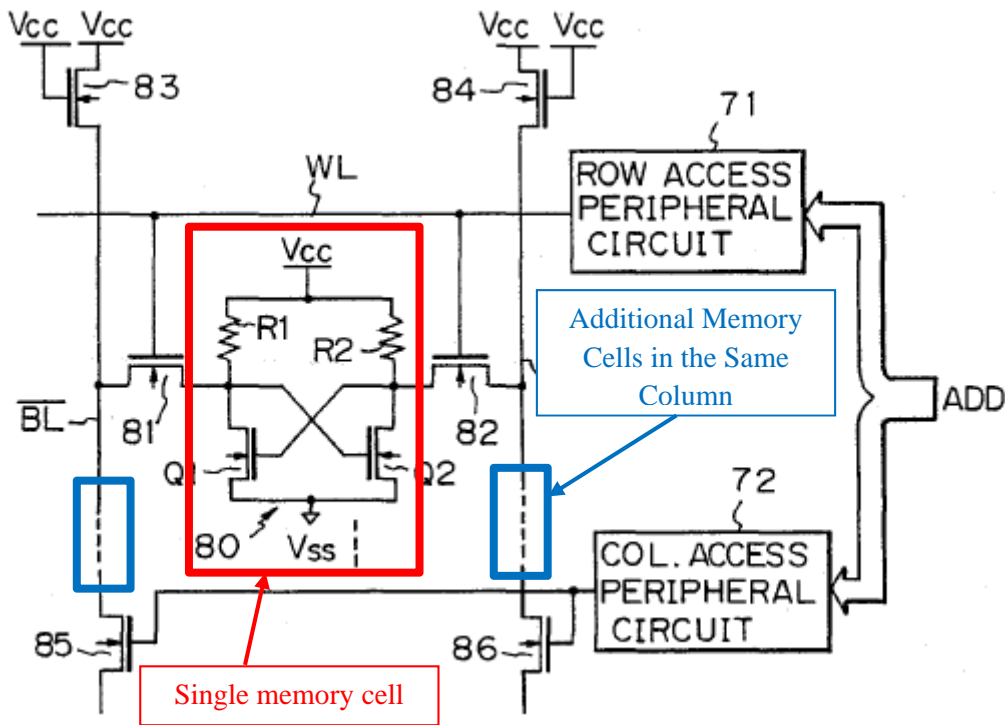 Vcc Vcc
Vcc Vcc
83
84
71
WL
ROW ACCESS
PERIPHERAL
CIRCUIT
Vcc
R1
R2
Additional Memory
Cells in the Same
Column
ADD
81
82
BL
Q1
Q2
72
80
Vss
COL. ACCESS
PERIPHERAL
CIRCUIT
85
86
Single memory cell